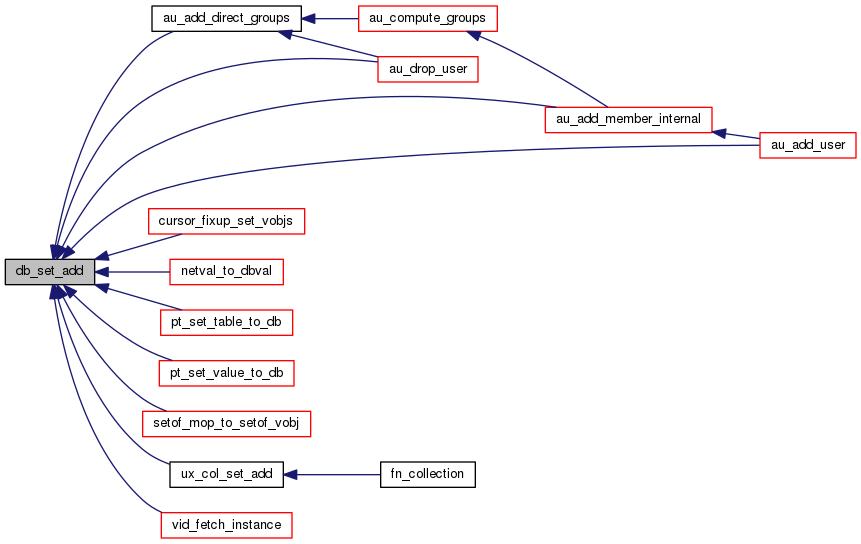 au_add_direct_groups
au_compute_groups
au_drop_user
au_add_member_internal
au_add_user
cursor_fixup_set_vobjs
db_set_add
netval_to_dbval
pt_set_table_to_db
pt_set_value_to_db
setof_mop_to_setof_vobj
ux_col_set_add
fn_collection
vid_fetch_instance